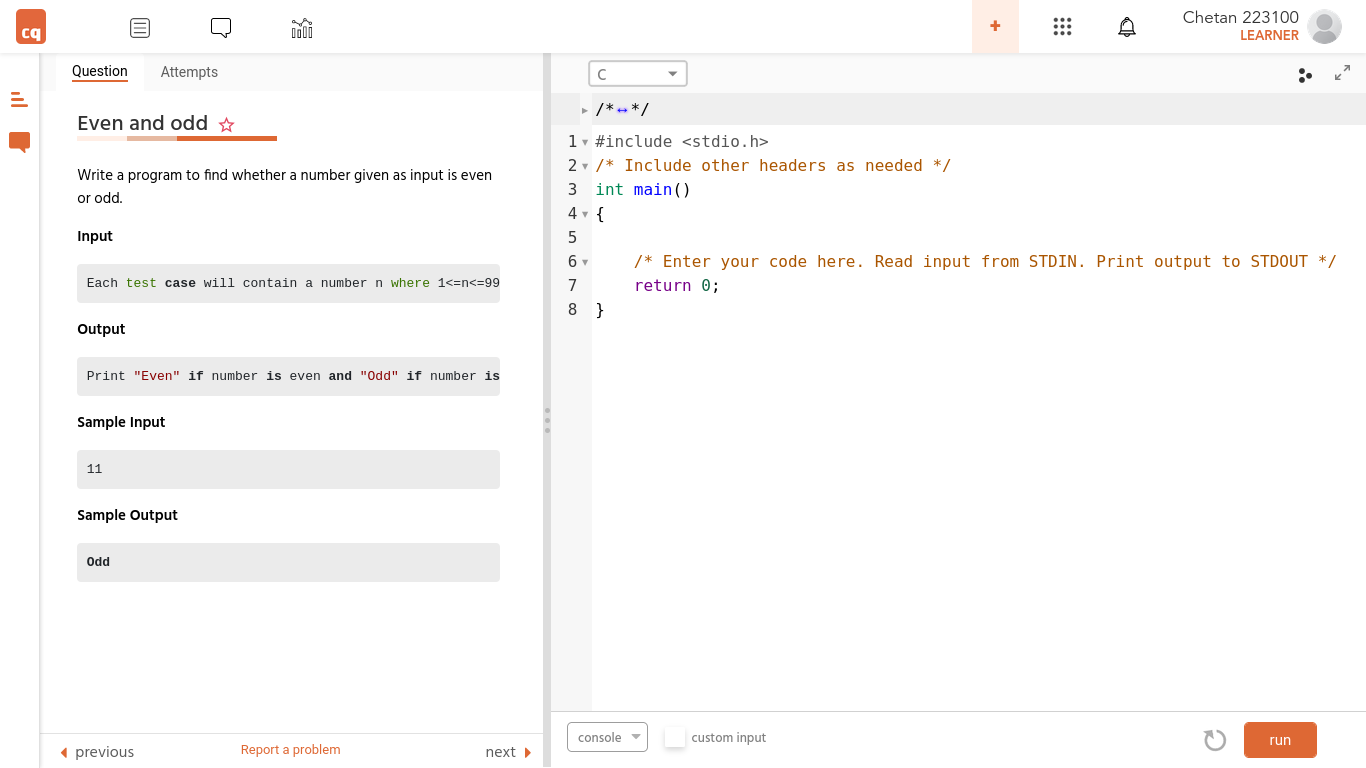 cq
Chetan 223100
LEARNER
Question
Attempts
Even and odd
Write a program to find whether a number given as input is even
or odd.
Input
Each test case will contain a number n where 1<=n<=99
Output
Print "Even" if number is even and "Odd" if number is
Sample Input
11
Sample Output
Odd
previous
Report a problem
next
C
/*↔*/
1 #include <stdio.h>
2 /* Include other headers as needed */
3 int main()
4 {
5
6 /* Enter your code here. Read input from STDIN. Print output to STDOUT */
7 return 0;
8 }
console
custom input
run